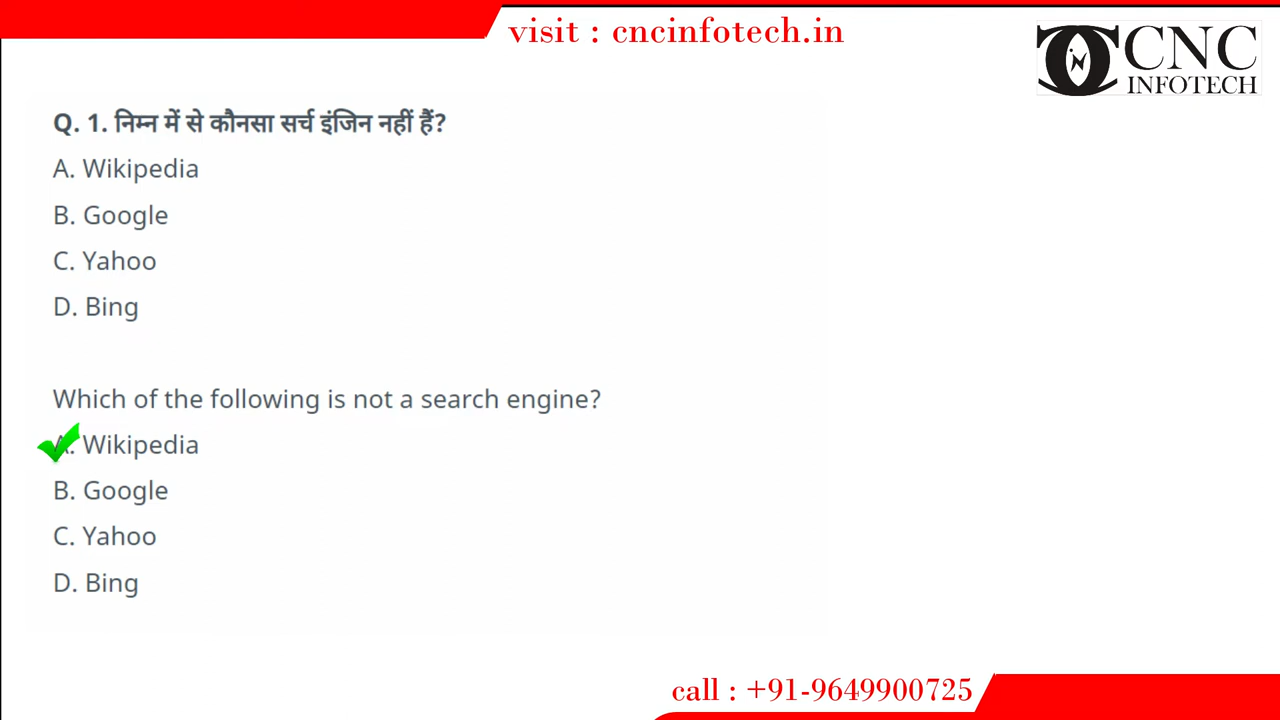 visit : cncinfotech.in
CNC
INFOTECH
Q. 1. निम्न में से कौनसा सर्च इंजिन नहीं हैं?
A. Wikipedia
B. Google
C. Yahoo
D. Bing
Which of the following is not a search engine?
A. Wikipedia
B. Google
C. Yahoo
D. Bing
call : +91-9649900725